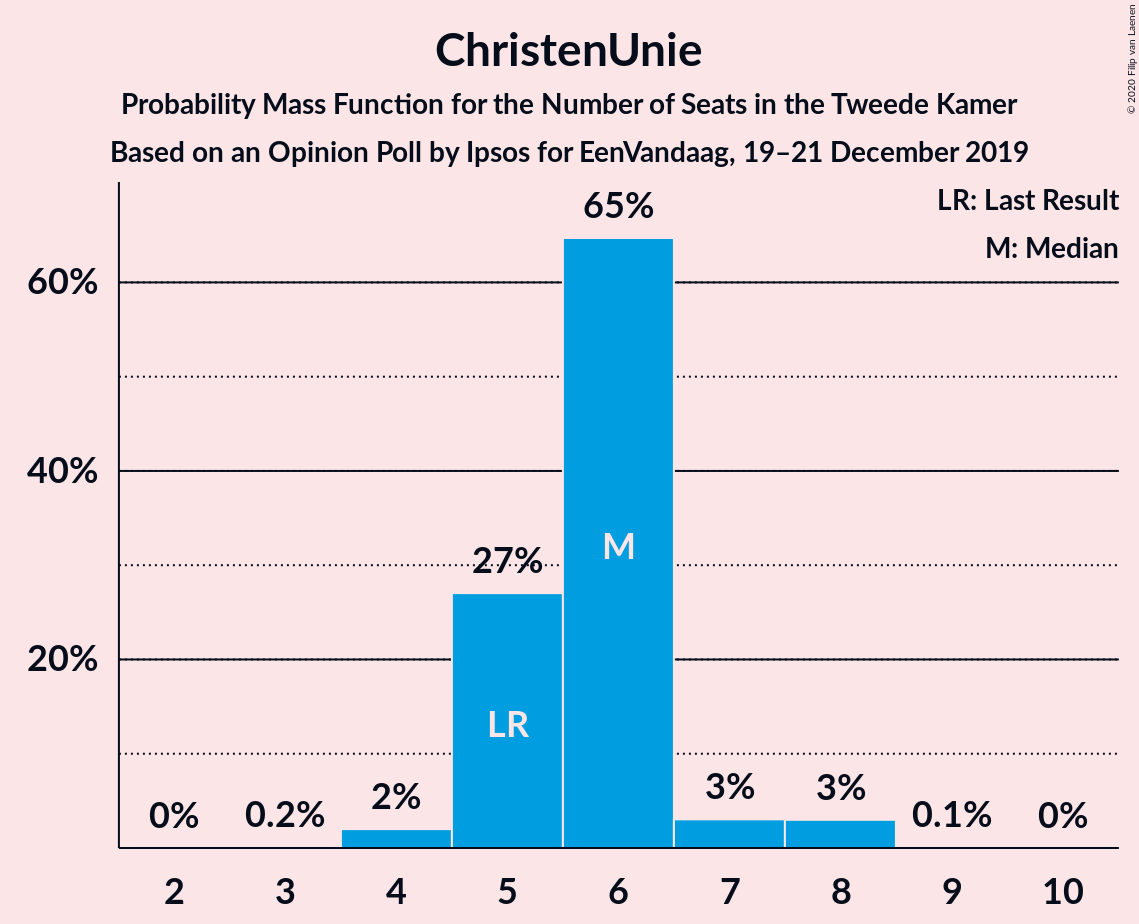 ChristenUnie
Probability Mass Function for the Number of Seats in the Tweede Kamer
Based on an Opinion Poll by Ipsos for EenVandaag, 19–21 December 2019
© 2020 Filip van Laenen
LR: Last Result
M: Median
65%
60%
40%
27%
M
20%
LR
0%
0.2%
2%
3%
3%
0.1%
0%
2 3 4 5 6 7 8 9 10